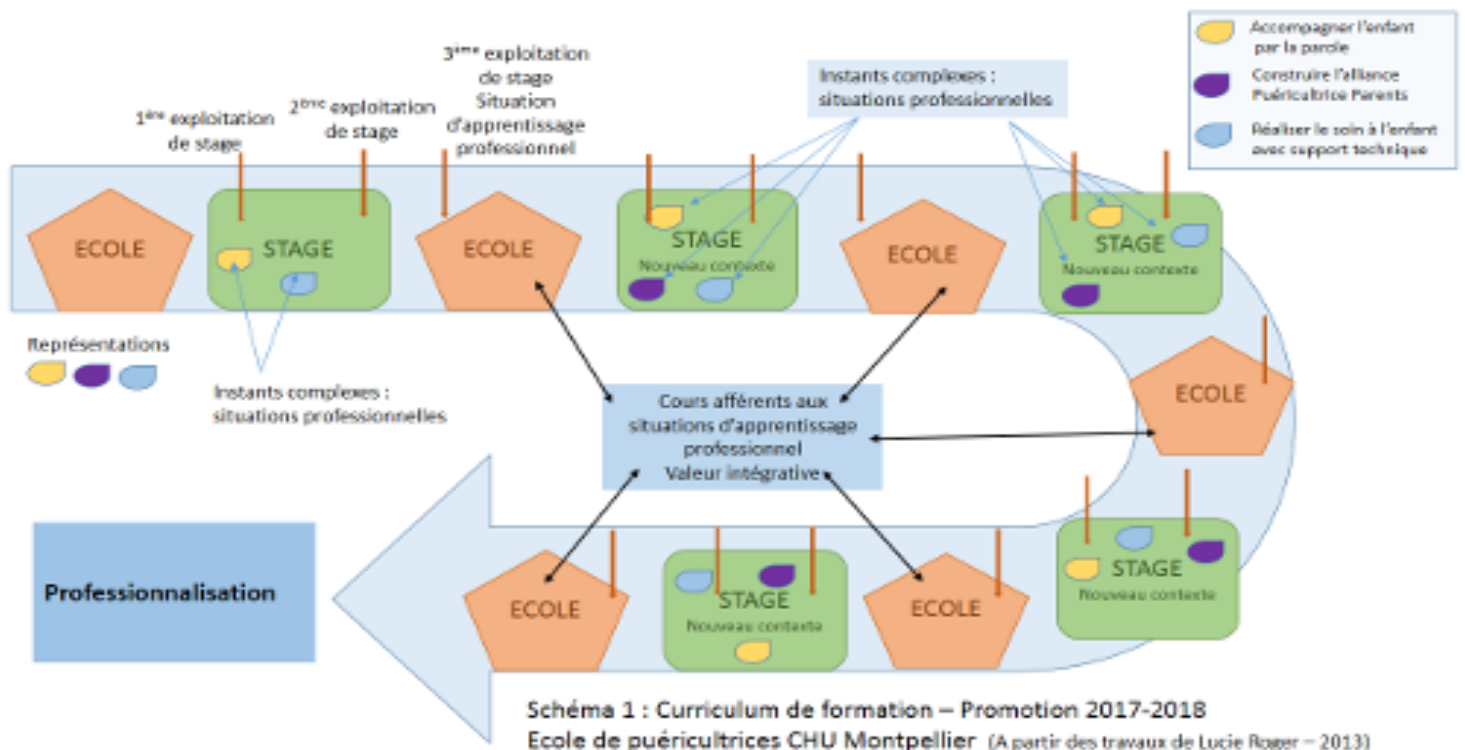 Accompagner l'enfant
par la parole
Construire l'alliance
Puéricultrice Parents
Réaliser le soin à l'enfant
avec support technique
1ère exploitation
de stage
2ème exploitation
de stage
3ème exploitation
de stage
Situation
d'apprentissage
professionnel
Instants complexes :
situations professionnelles
ECOLE
STAGE
ECOLE
STAGE
Nouveau contexte
ECOLE
STAGE
Nouveau contexte
Représentations
Instants complexes :
situations professionnelles
Cours afférents aux
situations d'apprentissage
professionnel
Valeur intégrative
ECOLE
STAGE
Nouveau contexte
ECOLE
STAGE
Nouveau contexte
ECOLE
Professionnalisation
Schéma 1 : Curriculum de formation – Promotion 2017-2018
Ecole de puéricultrices CHU Montpellier (A partir des travaux de Lucie Roger – 2013)